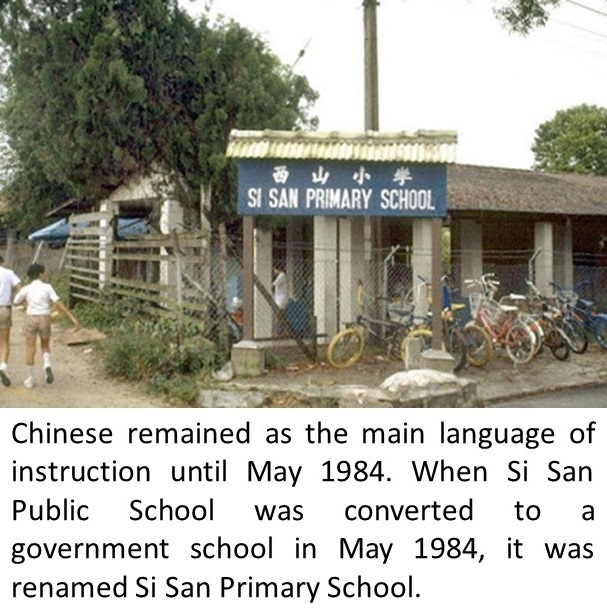 西山小学
SI SAN PRIMARY SCHOOL
Chinese remained as the main language of
instruction until May 1984. When Si San
Public School was converted to a
government school in May 1984, it was
renamed Si San Primary School.